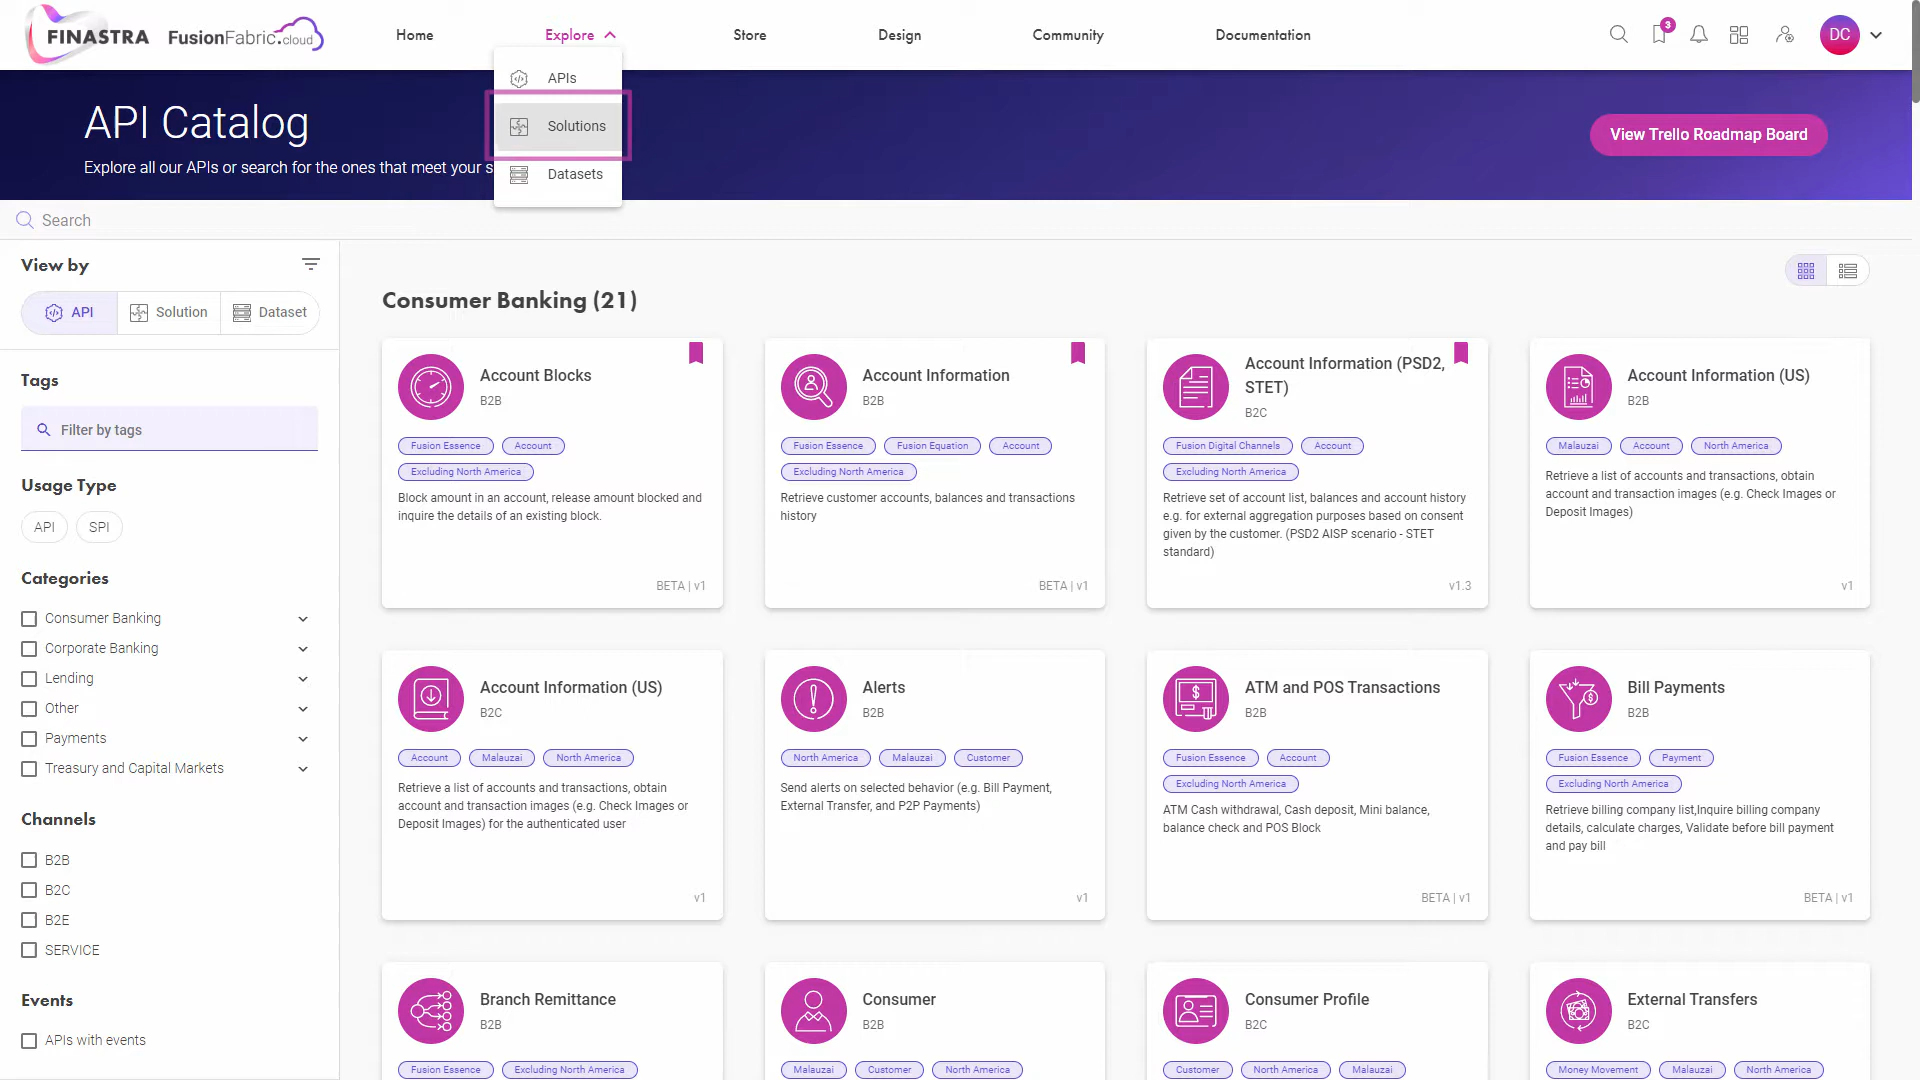 FINASTRA FusionFabric.cloud
Home
Explore
Store
Design
Community
Documentation
3
DC
APIs
Solutions
Datasets
API Catalog
Explore all our APIs or search for the ones that meet your s
View Trello Roadmap Board
Search
View by
API
Solution
Dataset
Tags
Filter by tags
Usage Type
API
SPI
Categories
Consumer Banking
Corporate Banking
Lending
Other
Payments
Treasury and Capital Markets
Channels
B2B
B2C
B2E
SERVICE
Events
APIs with events
Consumer Banking (21)
Account Blocks
B2B
Fusion Essence
Account
Excluding North America
Block amount in an account, release amount blocked and
inquire the details of an existing block.
BETA | v1
Account Information
B2B
Fusion Essence
Fusion Equation
Account
Excluding North America
Retrieve customer accounts, balances and transactions
history
BETA | v1
Account Information (PSD2,
STET)
B2C
Fusion Digital Channels
Account
Excluding North America
Retrieve set of account list, balances and account history
e.g. for external aggregation purposes based on consent
given by the customer. (PSD2 AISP scenario - STET
standard)
v1.3
Account Information (US)
B2B
Malauzai
Account
North America
Retrieve a list of accounts and transactions, obtain
account and transaction images (e.g. Check Images or
Deposit Images)
v1
Account Information (US)
B2C
Account
Malauzai
North America
Retrieve a list of accounts and transactions, obtain
account and transaction images (e.g. Check Images or
Deposit Images) for the authenticated user
v1
Alerts
B2B
North America
Malauzai
Customer
Send alerts on selected behavior (e.g. Bill Payment,
External Transfer, and P2P Payments)
v1
ATM and POS Transactions
B2B
Fusion Essence
Account
Excluding North America
ATM Cash withdrawal, Cash deposit, Mini balance,
balance check and POS Block
BETA | v1
Bill Payments
B2B
Fusion Essence
Payment
Excluding North America
Retrieve billing company list,Inquire billing company
details, calculate charges, Validate before bill payment
and pay bill
BETA | v1
Branch Remittance
B2B
Fusion Essence
Excluding North America
Consumer
B2B
Malauzai
Customer
North America
Consumer Profile
B2C
Customer
North America
Malauzai
External Transfers
B2C
Money Movement
Malauzai
North America